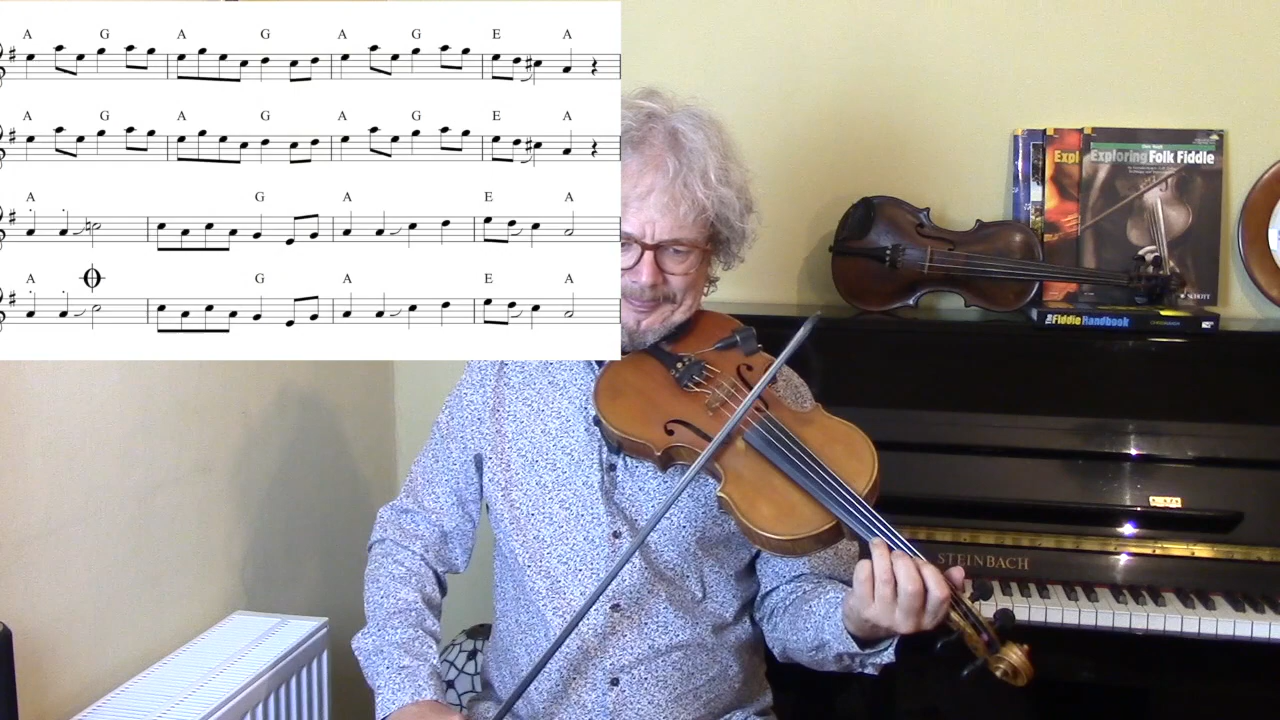 A G A G A G E A
A G A G A G E A
A G A E A
A G A E A
Expl
Exploring Folk Fiddle
SCHOTT
The Fiddle Handbook
STEINBACH